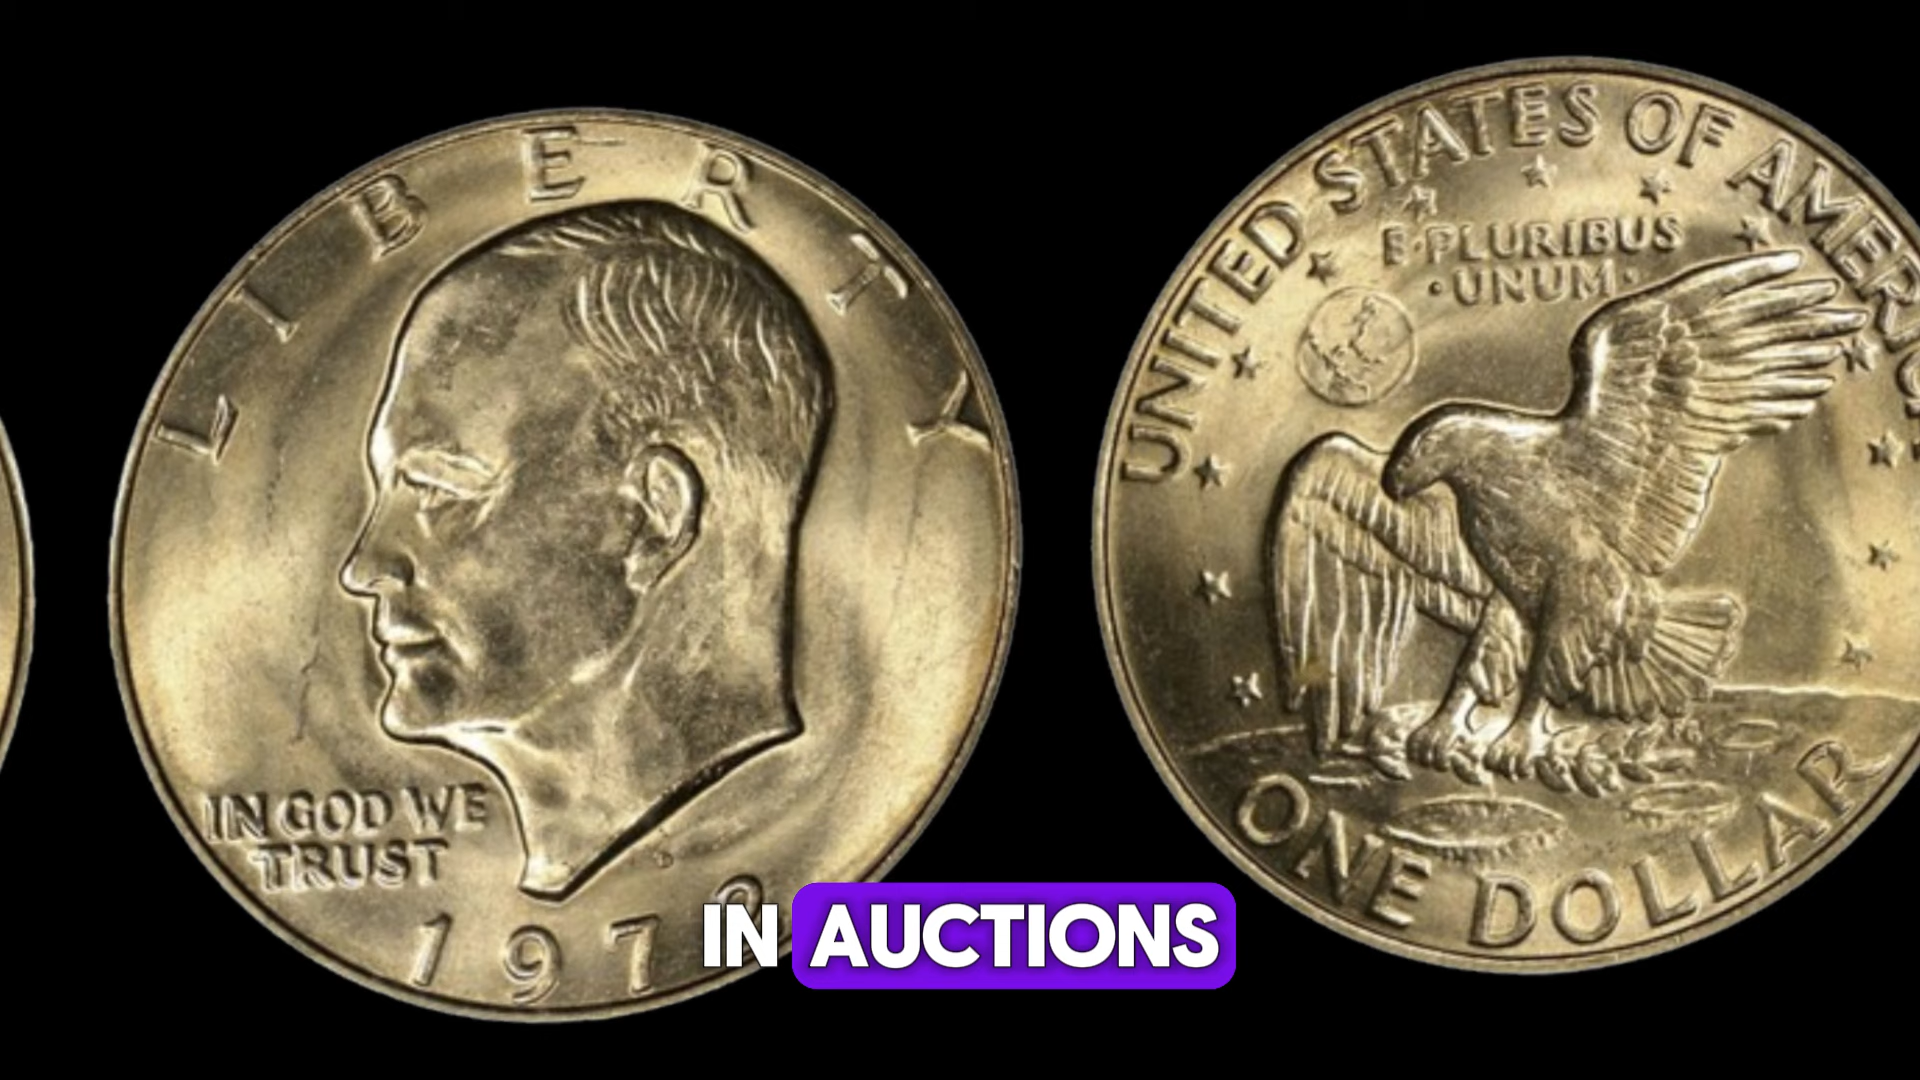 LIBERTY
IN GOD WE
TRUST
197
UNITED STATES OF AMERIC
E·PLURIBUS
·UNUM·
ONE DOLLAR
IN AUCTIONS